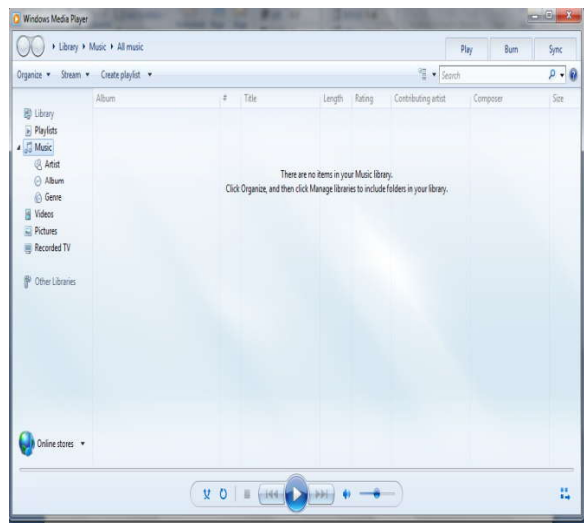 Windows Media Player
Library ▸ Music ▸ All music
Play Burn Sync
Organize Stream Create playlist
Search
Album # Title Length Rating Contributing artist Composer Size
Library
Playlists
Music
Artist
Album
Genre
Videos
Pictures
Recorded TV
Other Libraries
There are no items in your Music library.
Click Organize, and then click Manage libraries to include folders in your library.
Online stores